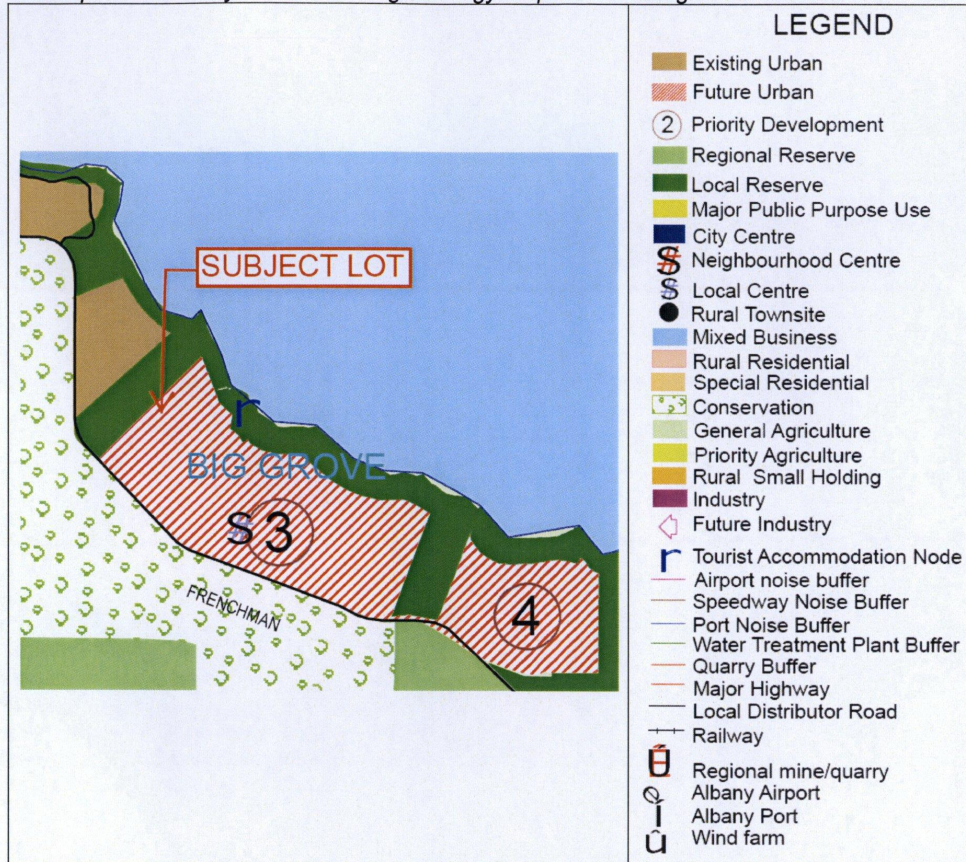 LEGEND
Existing Urban
Future Urban
2 Priority Development
Regional Reserve
Local Reserve
Major Public Purpose Use
City Centre
Neighbourhood Centre
Local Centre
Rural Townsite
Mixed Business
Rural Residential
Special Residential
Conservation
General Agriculture
Priority Agriculture
Rural Small Holding
Industry
Future Industry
r Tourist Accommodation Node
Airport noise buffer
Speedway Noise Buffer
Port Noise Buffer
Water Treatment Plant Buffer
Quarry Buffer
Major Highway
Local Distributor Road
Railway
Regional mine/quarry
Albany Airport
Albany Port
Wind farm
SUBJECT LOT
r
BIG GROVE
S 3
4
FRENCHMAN